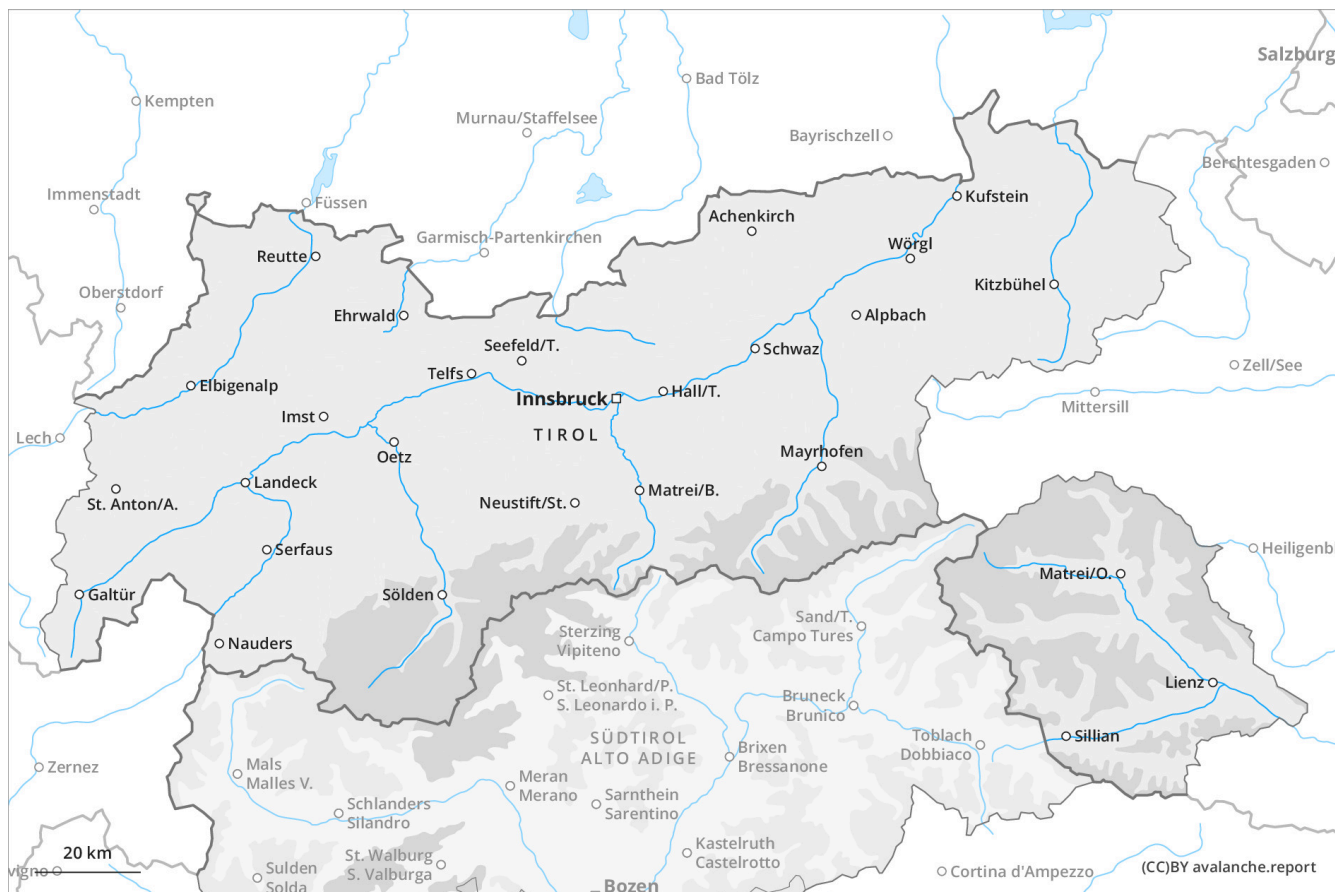 Salzburg
Bad Tölz
Kempten
Murnau/Staffelsee
Bayrischzell
Berchtesgaden
Immenstadt
Füssen
Kufstein
Achenkirch
Garmisch-Partenkirchen
Wörgl
Reutte
Kitzbühel
Oberstdorf
Ehrwald
Alpbach
Seefeld/T.
Schwaz
Zell/See
Telfs
Elbigenalp
Hall/T.
Innsbruck
Mittersill
Imst
TIROL
Lech
Oetz
Mayrhofen
Landeck
Matrei/B.
St. Anton/A.
Neustift/St.
Serfaus
Heiligenb
Matrei/O.
Galtür
Sölden
Sand/T.
Campo Tures
Sterzing
Vipiteno
Nauders
Lienz
St. Leonhard/P.
S. Leonardo i. P.
Bruneck
Brunico
SÜDTIROL
ALTO ADIGE
Toblach
Dobbiaco
Sillian
Brixen
Bressanone
Zernez
Mals
Malles V.
Meran
Merano
Schlanders
Silandro
Sarnthein
Sarentino
Kastelruth
Castelrotto
20 km
vigno
St. Walburg
S. Valburga
Sulden
Solda
Cortina d'Ampezzo
(CC)BY avalanche.report
Bozen